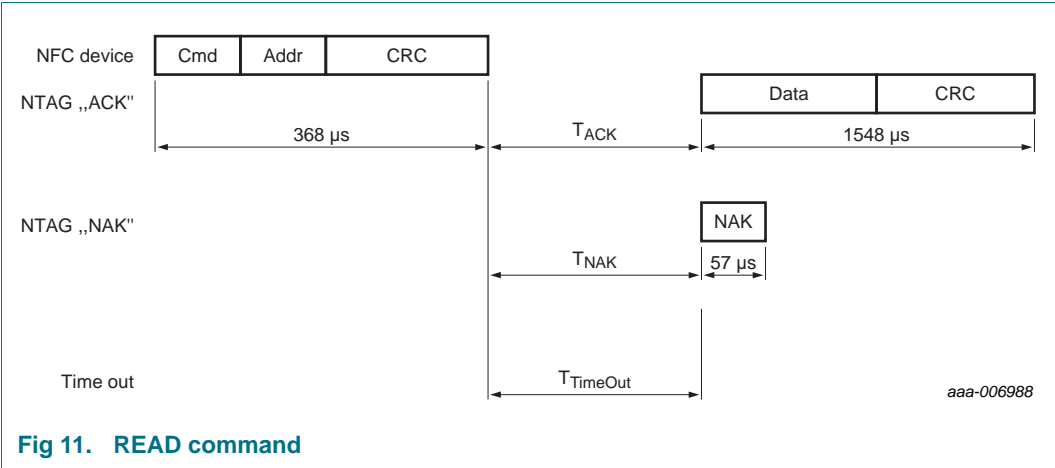 NFC device Cmd Addr CRC
NTAG ,,ACK" Data CRC
368 µs TACK 1548 µs
NTAG ,,NAK" NAK
TNAK 57 µs
Time out TTimeOut aaa-006988
Fig 11. READ command